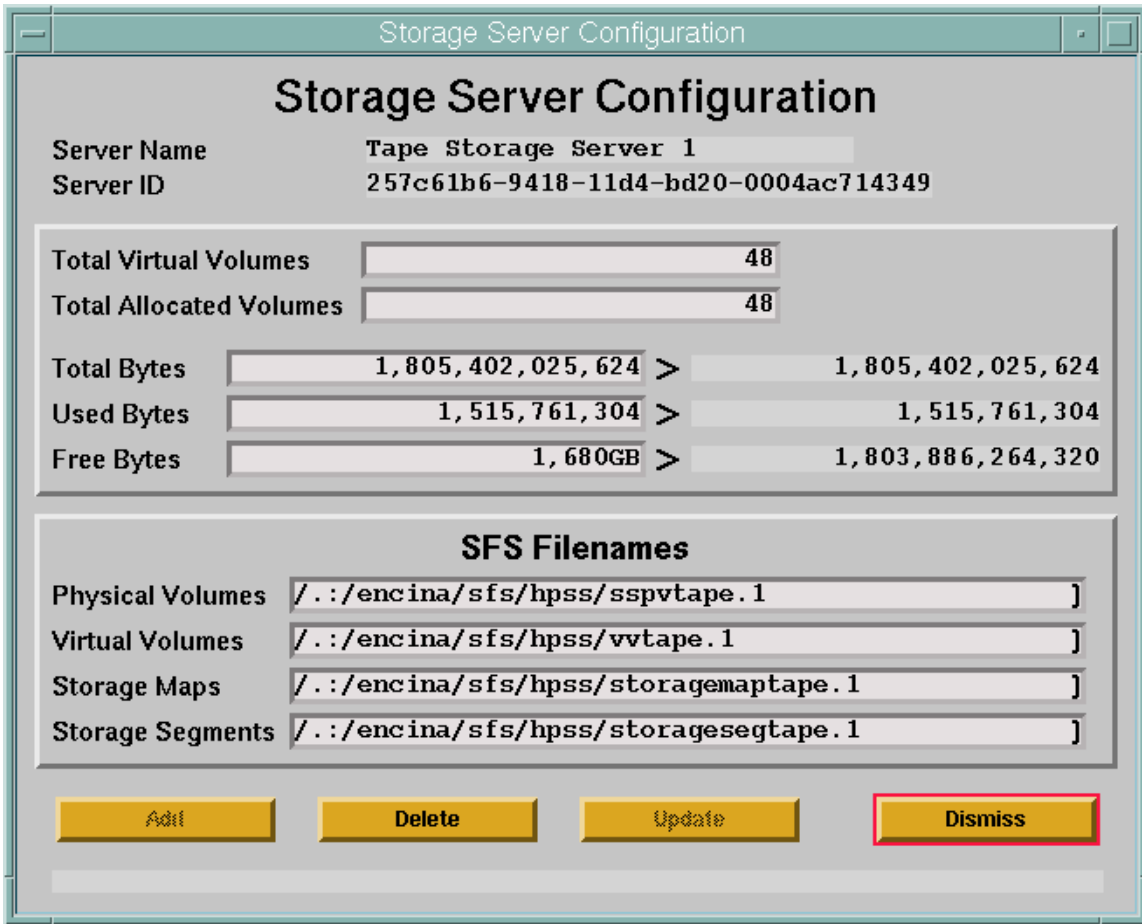 Storage Server Configuration
Storage Server Configuration
Server Name Tape Storage Server 1
Server ID 257c61b6-9418-11d4-bd20-0004ac714349
Total Virtual Volumes 48
Total Allocated Volumes 48
Total Bytes 1,805,402,025,624 > 1,805,402,025,624
Used Bytes 1,515,761,304 > 1,515,761,304
Free Bytes 1,680GB > 1,803,886,264,320
SFS Filenames
Physical Volumes /.:/encina/sfs/hpss/sspvtape.1 ]
Virtual Volumes /.:/encina/sfs/hpss/vvtape.1 ]
Storage Maps /.:/encina/sfs/hpss/storagemaptape.1 ]
Storage Segments /.:/encina/sfs/hpss/storagesegtape.1 ]
Add Delete Update Dismiss